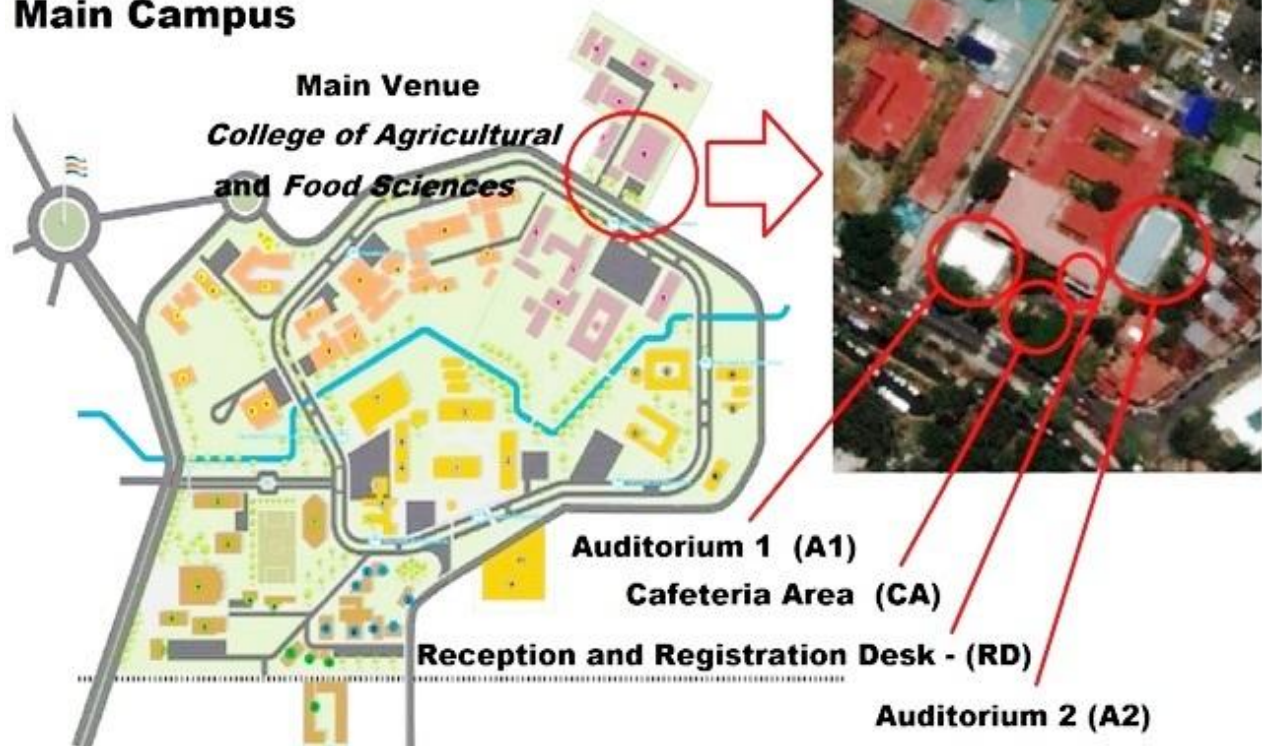 Main Campus
Main Venue
College of Agricultural
and Food Sciences
Auditorium 1 (A1)
Cafeteria Area (CA)
Reception and Registration Desk - (RD)
Auditorium 2 (A2)